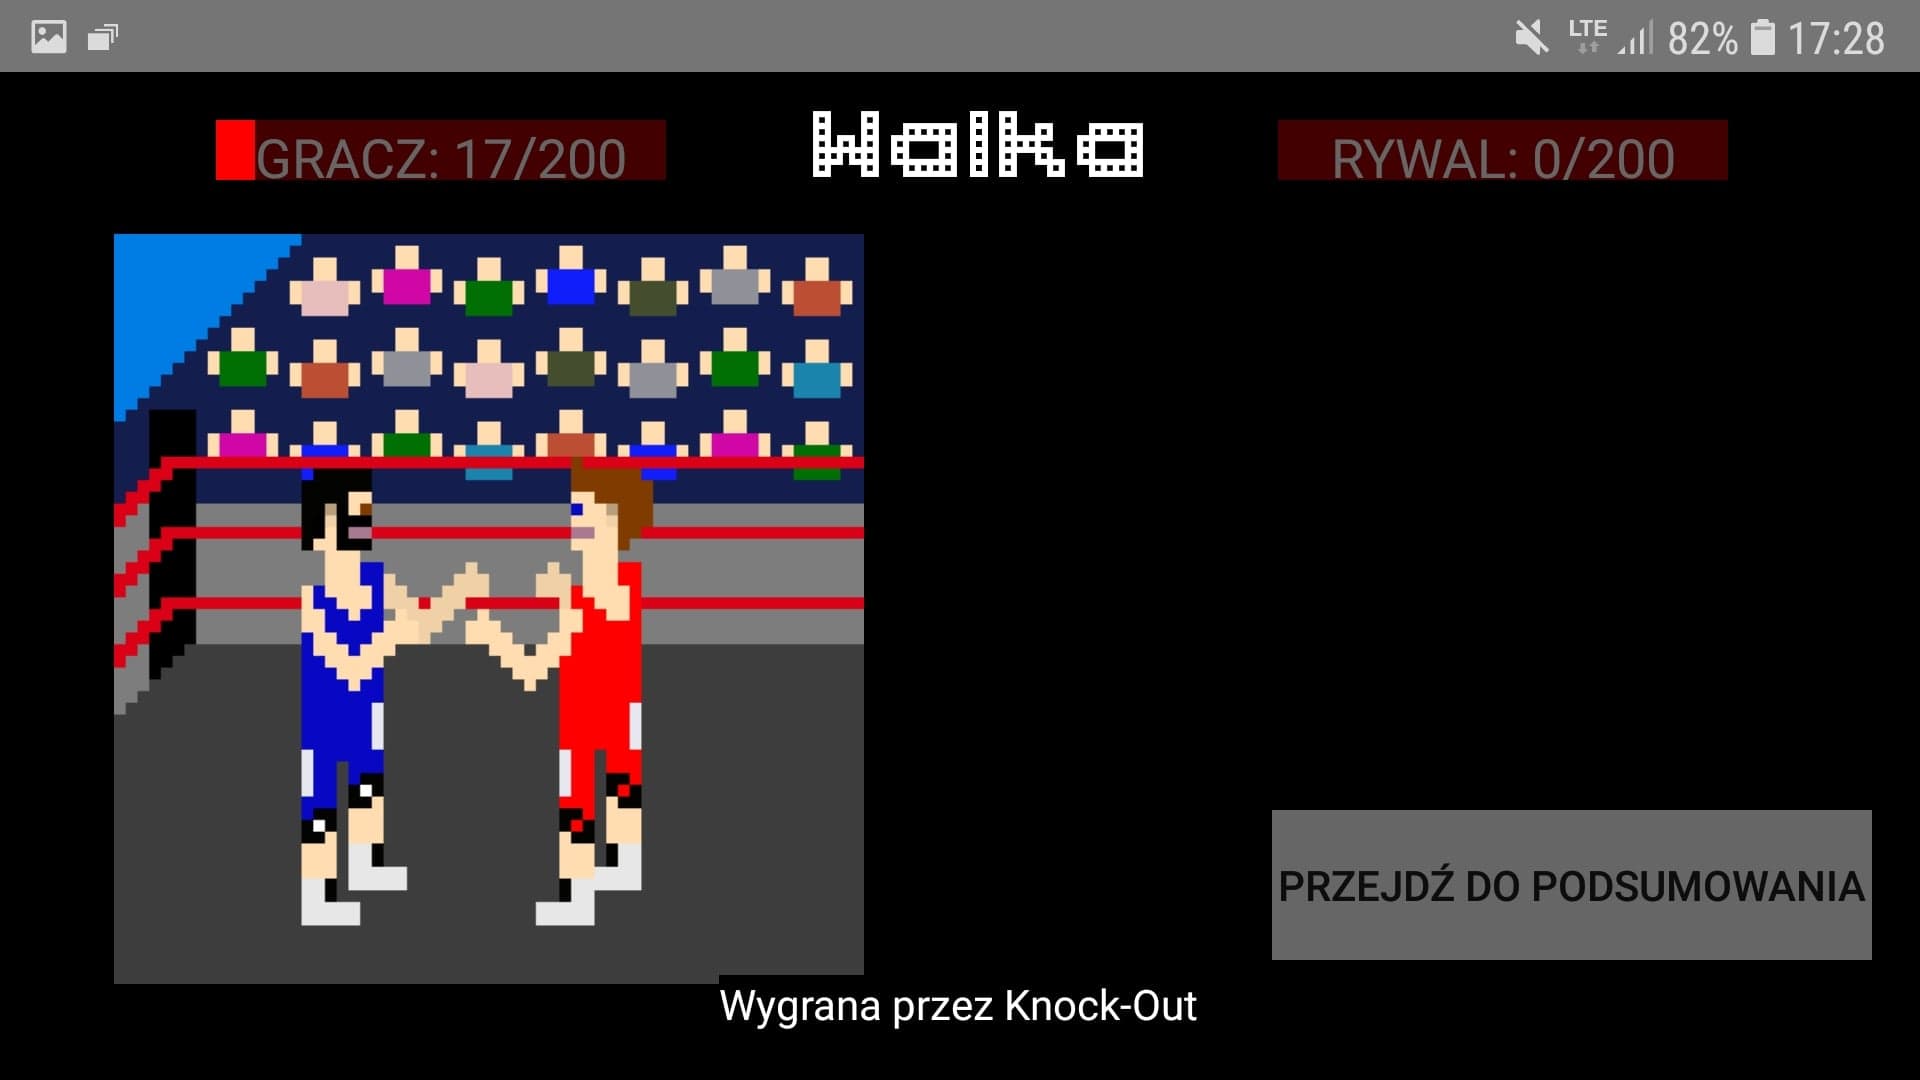 LTE 82% 17:28
GRACZ: 17/200 Walka RYWAL: 0/200
PRZEJDŹ DO PODSUMOWANIA
Wygrana przez Knock-Out